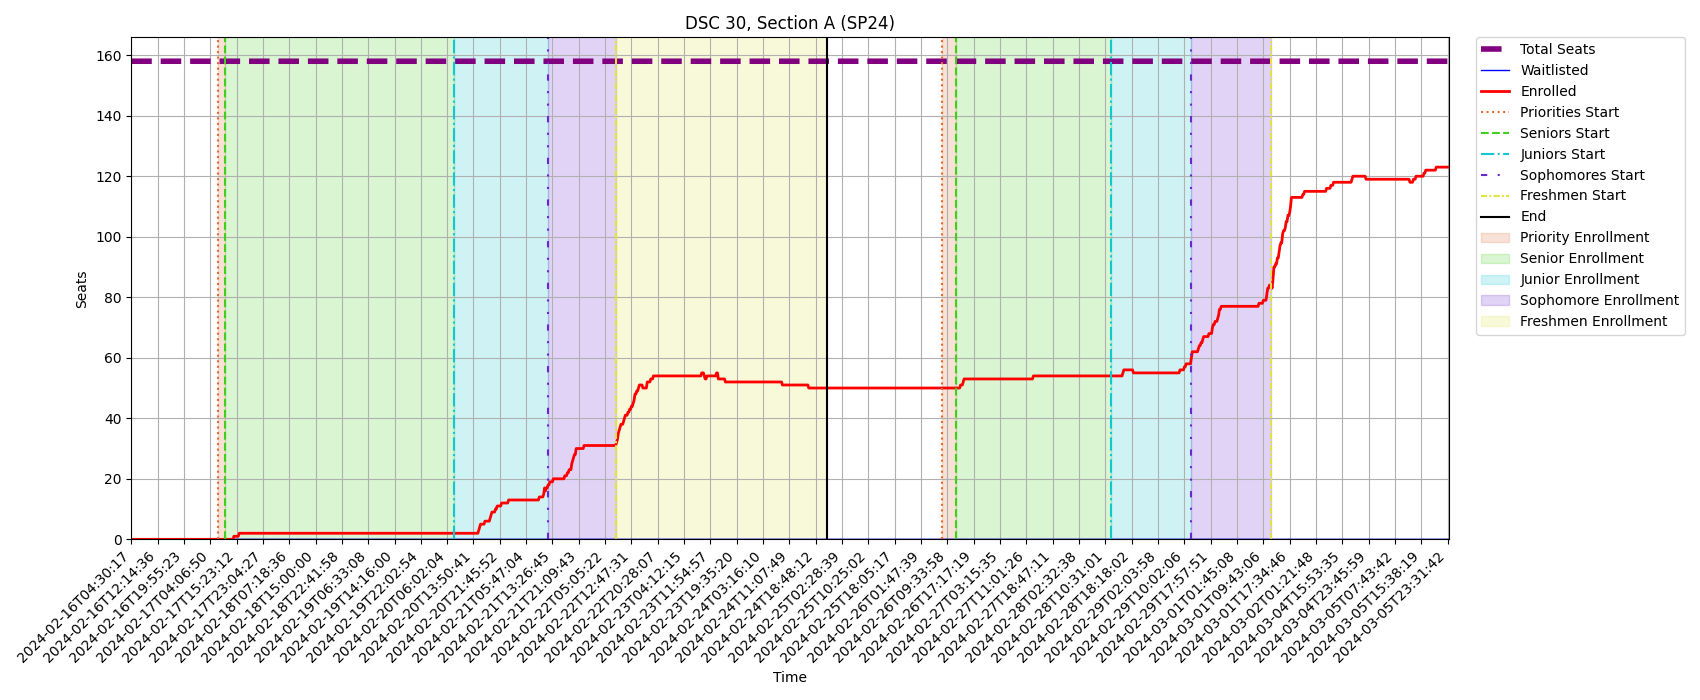 DSC 30, Section A (SP24)
Seats
160
140
120
100
80
60
40
20
0
2024-02-16T04:30:17
2024-02-16T12:14:36
2024-02-16T19:55:23
2024-02-17T04:06:50
2024-02-17T15:23:12
2024-02-17T23:04:27
2024-02-18T07:18:36
2024-02-18T15:00:00
2024-02-18T22:41:58
2024-02-19T06:33:08
2024-02-19T14:16:00
2024-02-19T22:02:54
2024-02-20T06:02:04
2024-02-20T13:50:41
2024-02-20T21:45:52
2024-02-21T05:47:04
2024-02-21T13:26:45
2024-02-21T21:09:43
2024-02-22T05:05:22
2024-02-22T12:47:31
2024-02-22T20:28:07
2024-02-23T04:12:15
2024-02-23T11:54:57
2024-02-23T19:35:20
2024-02-24T03:16:10
2024-02-24T11:07:49
2024-02-24T18:48:12
2024-02-25T02:28:39
2024-02-25T10:25:02
2024-02-25T18:05:17
2024-02-26T01:47:39
2024-02-26T09:33:58
2024-02-26T17:17:19
2024-02-27T03:15:35
2024-02-27T11:01:26
2024-02-27T18:47:11
2024-02-28T02:32:38
2024-02-28T10:31:01
2024-02-28T18:18:02
2024-02-29T02:03:58
2024-02-29T10:02:06
2024-02-29T17:57:51
2024-03-01T01:45:08
2024-03-01T09:43:06
2024-03-01T17:34:46
2024-03-02T01:21:48
2024-03-04T15:53:35
2024-03-04T23:45:59
2024-03-05T07:43:42
2024-03-05T15:38:19
2024-03-05T23:31:42
Time
Total Seats
Waitlisted
Enrolled
Priorities Start
Seniors Start
Juniors Start
Sophomores Start
Freshmen Start
End
Priority Enrollment
Senior Enrollment
Junior Enrollment
Sophomore Enrollment
Freshmen Enrollment